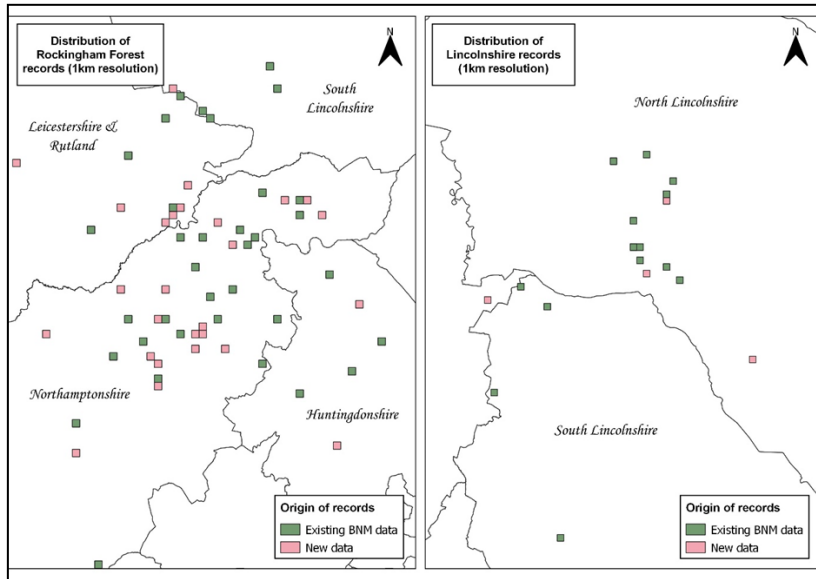 Distribution of
Rockingham Forest
records (1km resolution)
N
South
Lincolnshire
Leicestershire &
Rutland
Northamptonshire
Huntingdonshire
Origin of records
Existing BNM data
New data
Distribution of
Lincolnshire records
(1km resolution)
N
North Lincolnshire
South Lincolnshire
Origin of records
Existing BNM data
New data